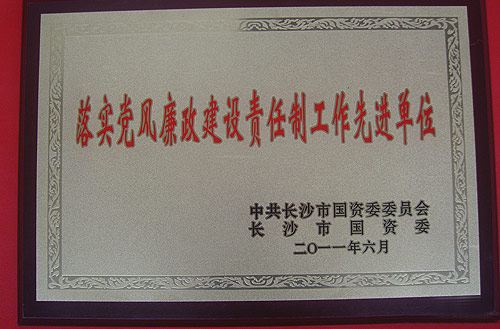 落实党风廉政建设责任制工作先进单位
中共长沙市国资委委员会
长沙市国资委
二〇一一年六月